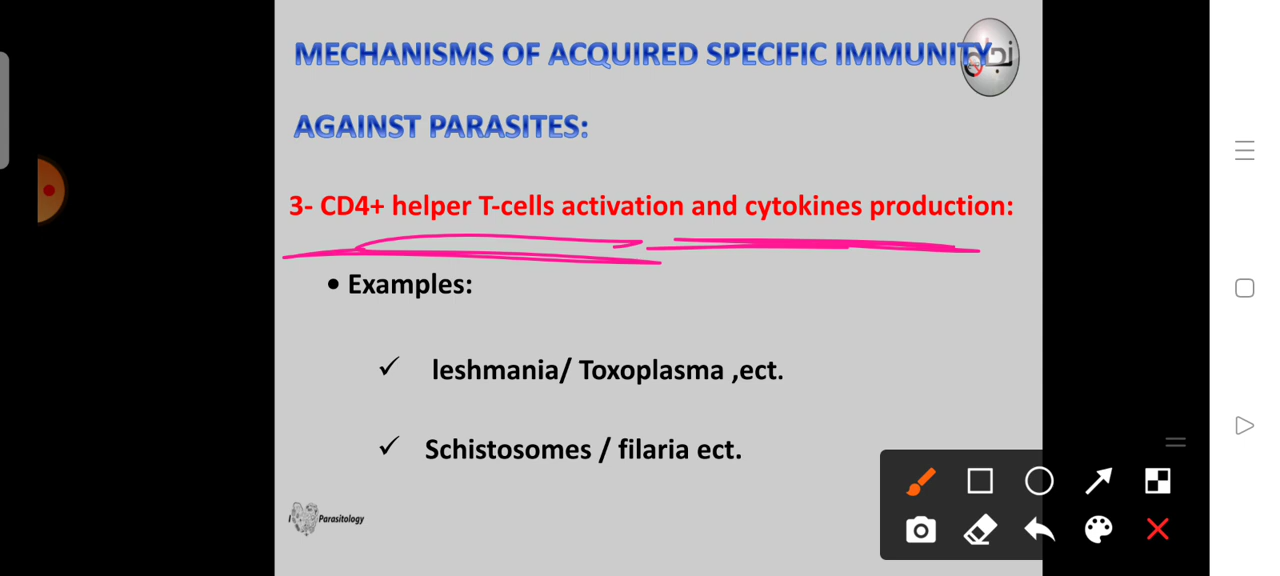 MECHANISMS OF ACQUIRED SPECIFIC IMMUNITY
AGAINST PARASITES:
3- CD4+ helper T-cells activation and cytokines production:
• Examples:
✓ leshmania/ Toxoplasma ,ect.
✓ Schistosomes / filaria ect.
I Parasitology